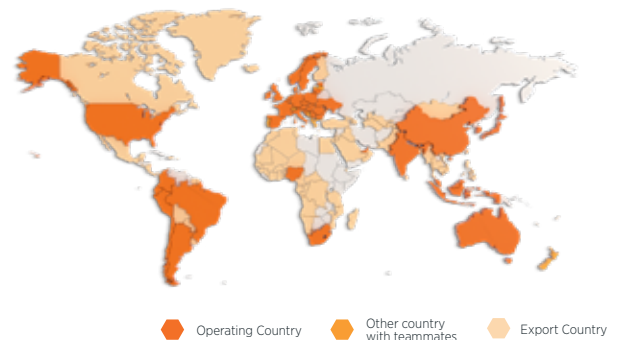 Operating Country
Other country
with teammates
Export Country